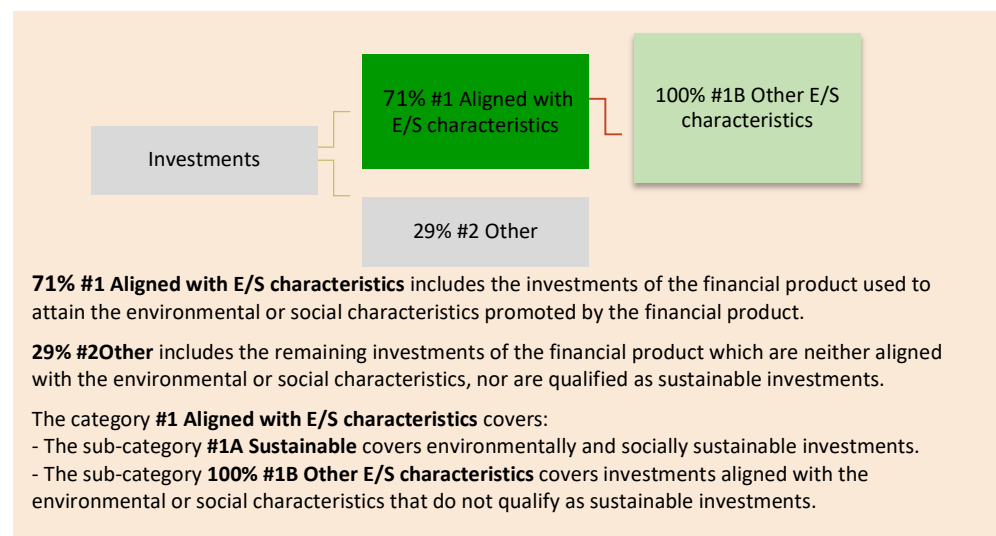 71% #1 Aligned with
E/S characteristics
100% #1B Other E/S
characteristics
Investments
29% #2 Other
71% #1 Aligned with E/S characteristics includes the investments of the financial product used to
attain the environmental or social characteristics promoted by the financial product.
29% #2Other includes the remaining investments of the financial product which are neither aligned
with the environmental or social characteristics, nor are qualified as sustainable investments.
The category #1 Aligned with E/S characteristics covers:
- The sub-category #1A Sustainable covers environmentally and socially sustainable investments.
- The sub-category 100% #1B Other E/S characteristics covers investments aligned with the
environmental or social characteristics that do not qualify as sustainable investments.